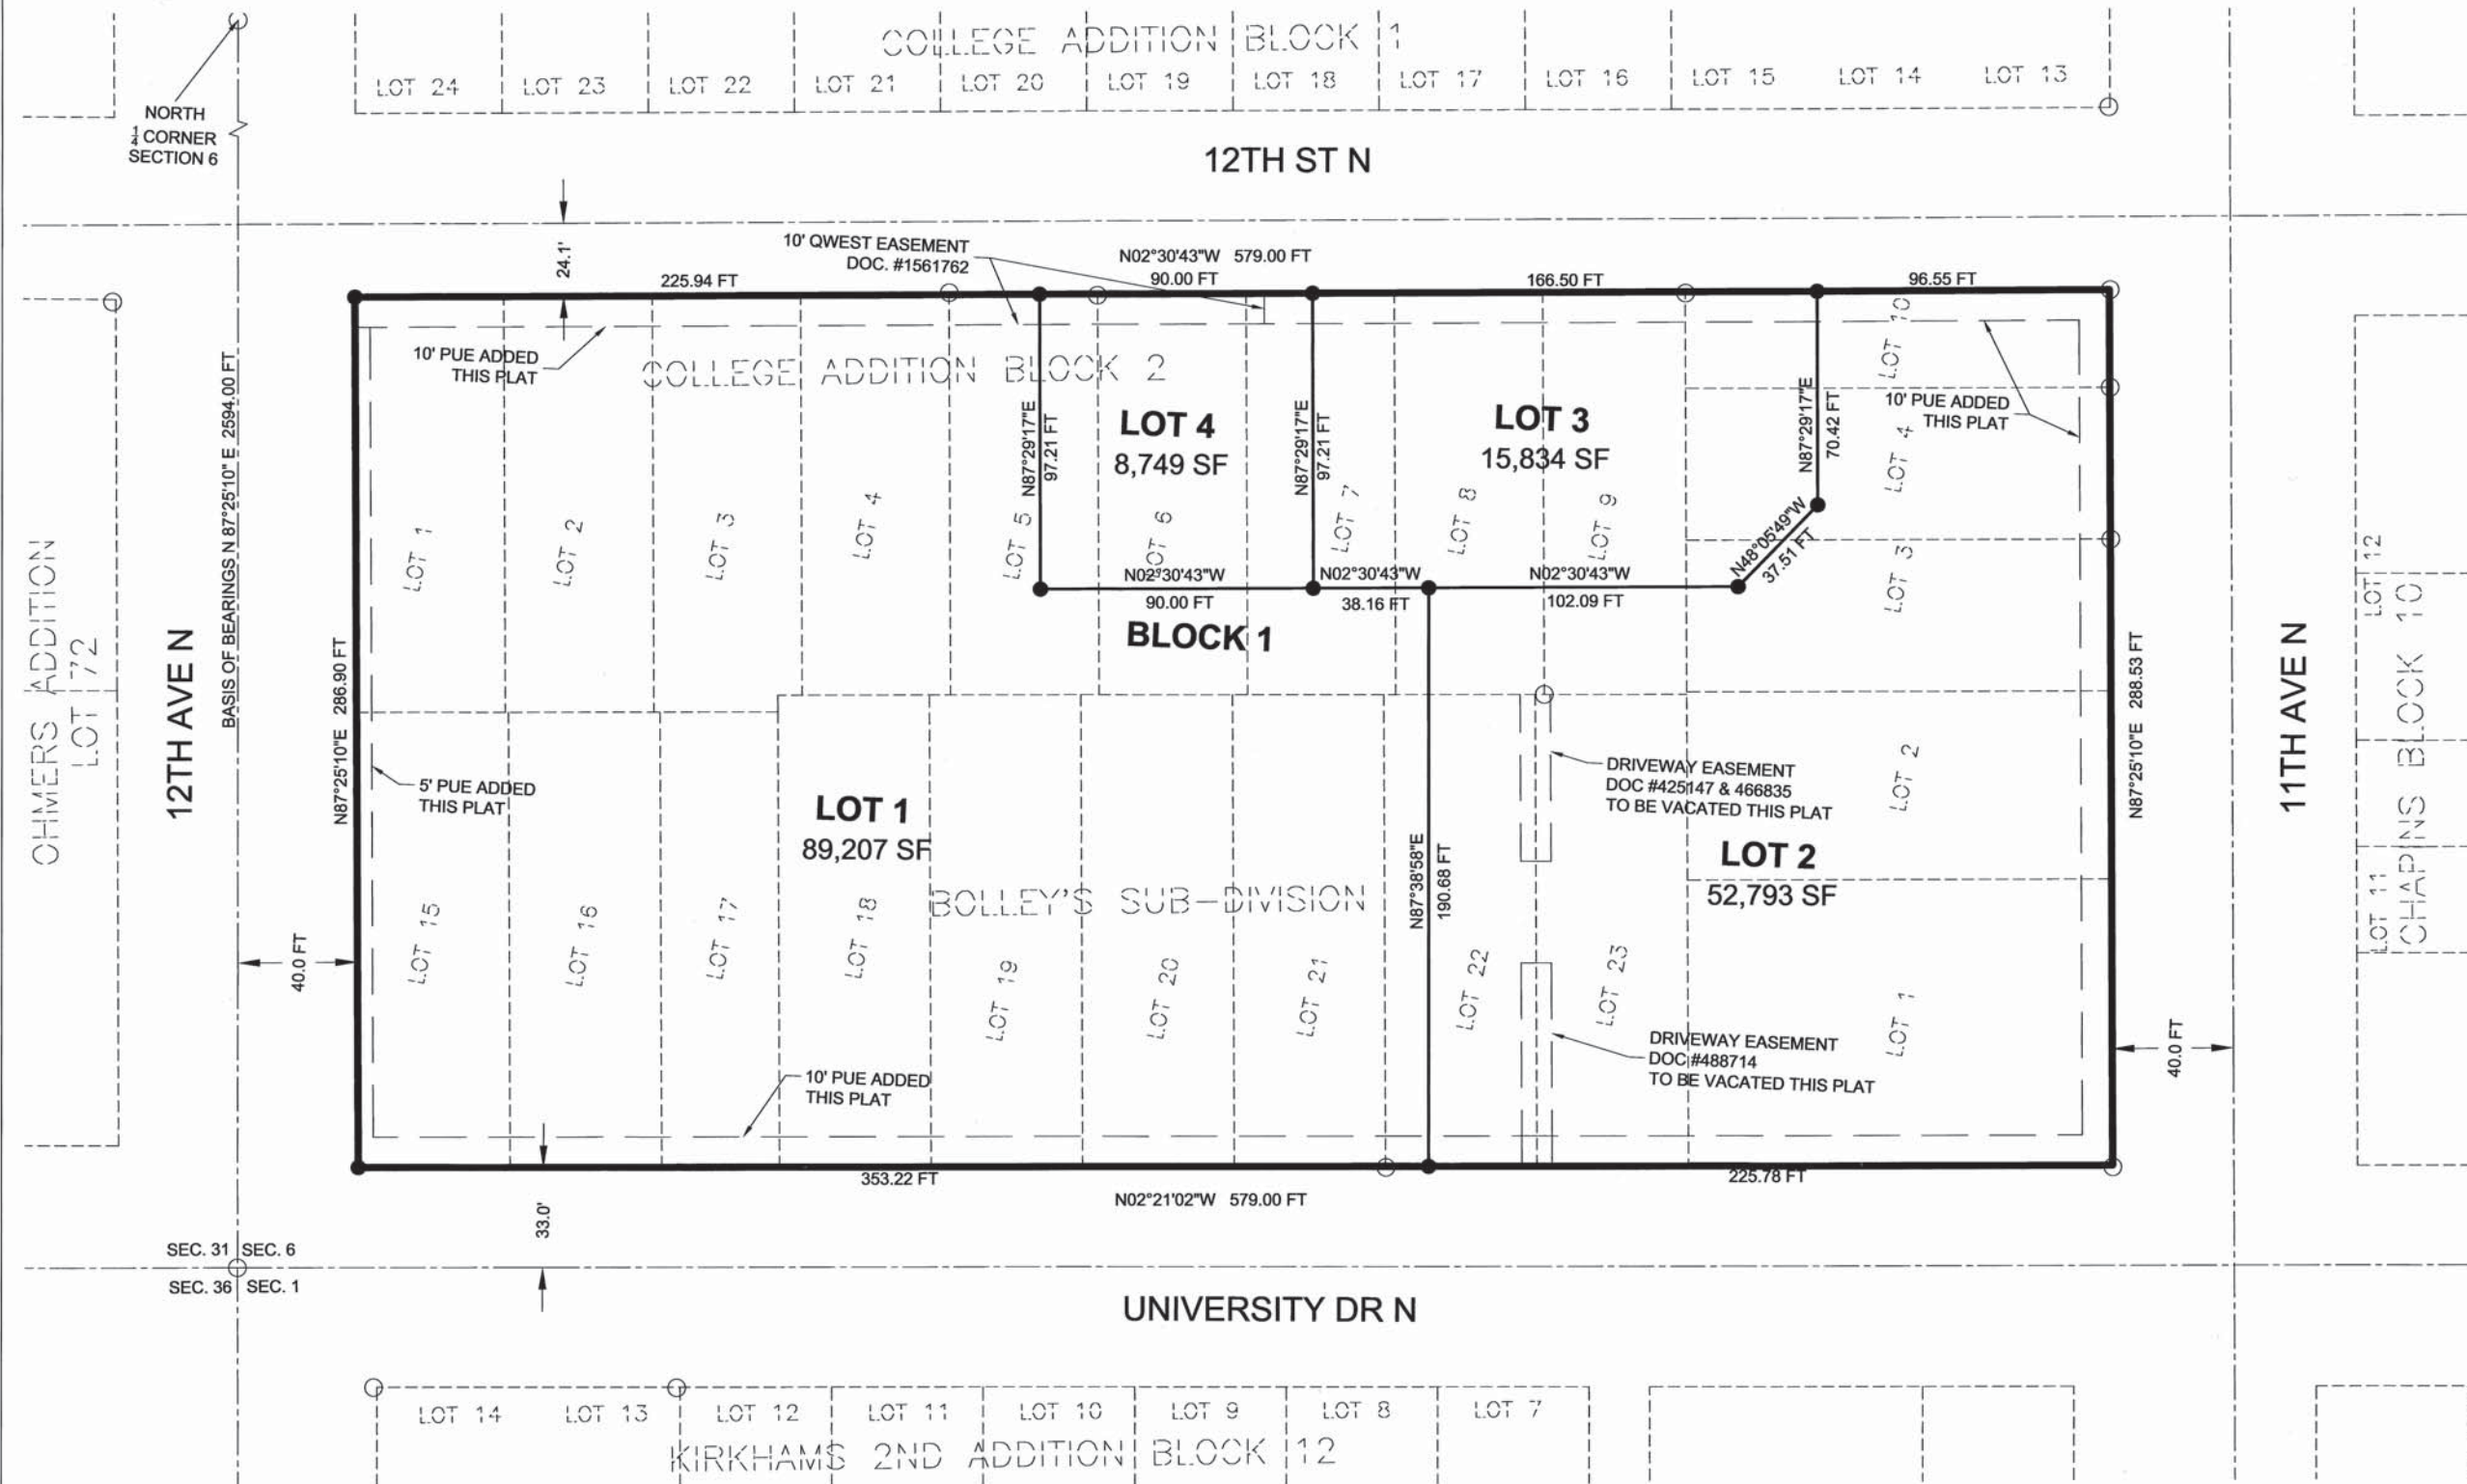 COLLEGE ADDITION BLOCK 1
LOT 24 LOT 23 LOT 22 LOT 21 LOT 20 LOT 19 LOT 18 LOT 17 LOT 16 LOT 15 LOT 14 LOT 13
NORTH
1/4 CORNER
SECTION 6
12TH ST N
24.1'
10' QWEST EASEMENT
DOC. #1561762
N02°30'43"W 579.00 FT
225.94 FT
90.00 FT
166.50 FT
96.55 FT
10' PUE ADDED
THIS PLAT
COLLEGE ADDITION BLOCK 2
LOT 10
10' PUE ADDED
THIS PLAT
BASIS OF BEARINGS N 87°25'10" E 2594.00 FT
N87°29'17"E
97.21 FT
LOT 4
8,749 SF
N87°29'17"E
97.21 FT
LOT 3
15,834 SF
N87°29'17"E
70.42 FT
LOT 1
LOT 2
LOT 3
LOT 4
LOT 5
LOT 6
LOT 7
LOT 8
LOT 9
LOT 4
LOT 3
N02°30'43"W
90.00 FT
N02°30'43"W
38.16 FT
N02°30'43"W
102.09 FT
N48°05'49"W
37.51 FT
BLOCK 1
OHMERS ADDITION
LOT 72
12TH AVE N
N87°25'10"E 286.90 FT
5' PUE ADDED
THIS PLAT
LOT 1
89,207 SF
N87°38'58"E
190.68 FT
DRIVEWAY EASEMENT
DOC #425147 & 466835
TO BE VACATED THIS PLAT
LOT 2
LOT 2
52,793 SF
N87°25'10"E 288.53 FT
11TH AVE N
LOT 12
LOT 11
CHAPINS BLOCK 10
BOLLEY'S SUB-DIVISION
LOT 15
LOT 16
LOT 17
LOT 18
LOT 19
LOT 20
LOT 21
LOT 22
LOT 23
LOT 1
40.0 FT
40.0 FT
DRIVEWAY EASEMENT
DOC #488714
TO BE VACATED THIS PLAT
10' PUE ADDED
THIS PLAT
353.22 FT
225.78 FT
N02°21'02"W 579.00 FT
33.0'
SEC. 31 SEC. 6
SEC. 36 SEC. 1
UNIVERSITY DR N
LOT 14 LOT 13 LOT 12 LOT 11 LOT 10 LOT 9 LOT 8 LOT 7
KIRKHAMS 2ND ADDITION BLOCK 12